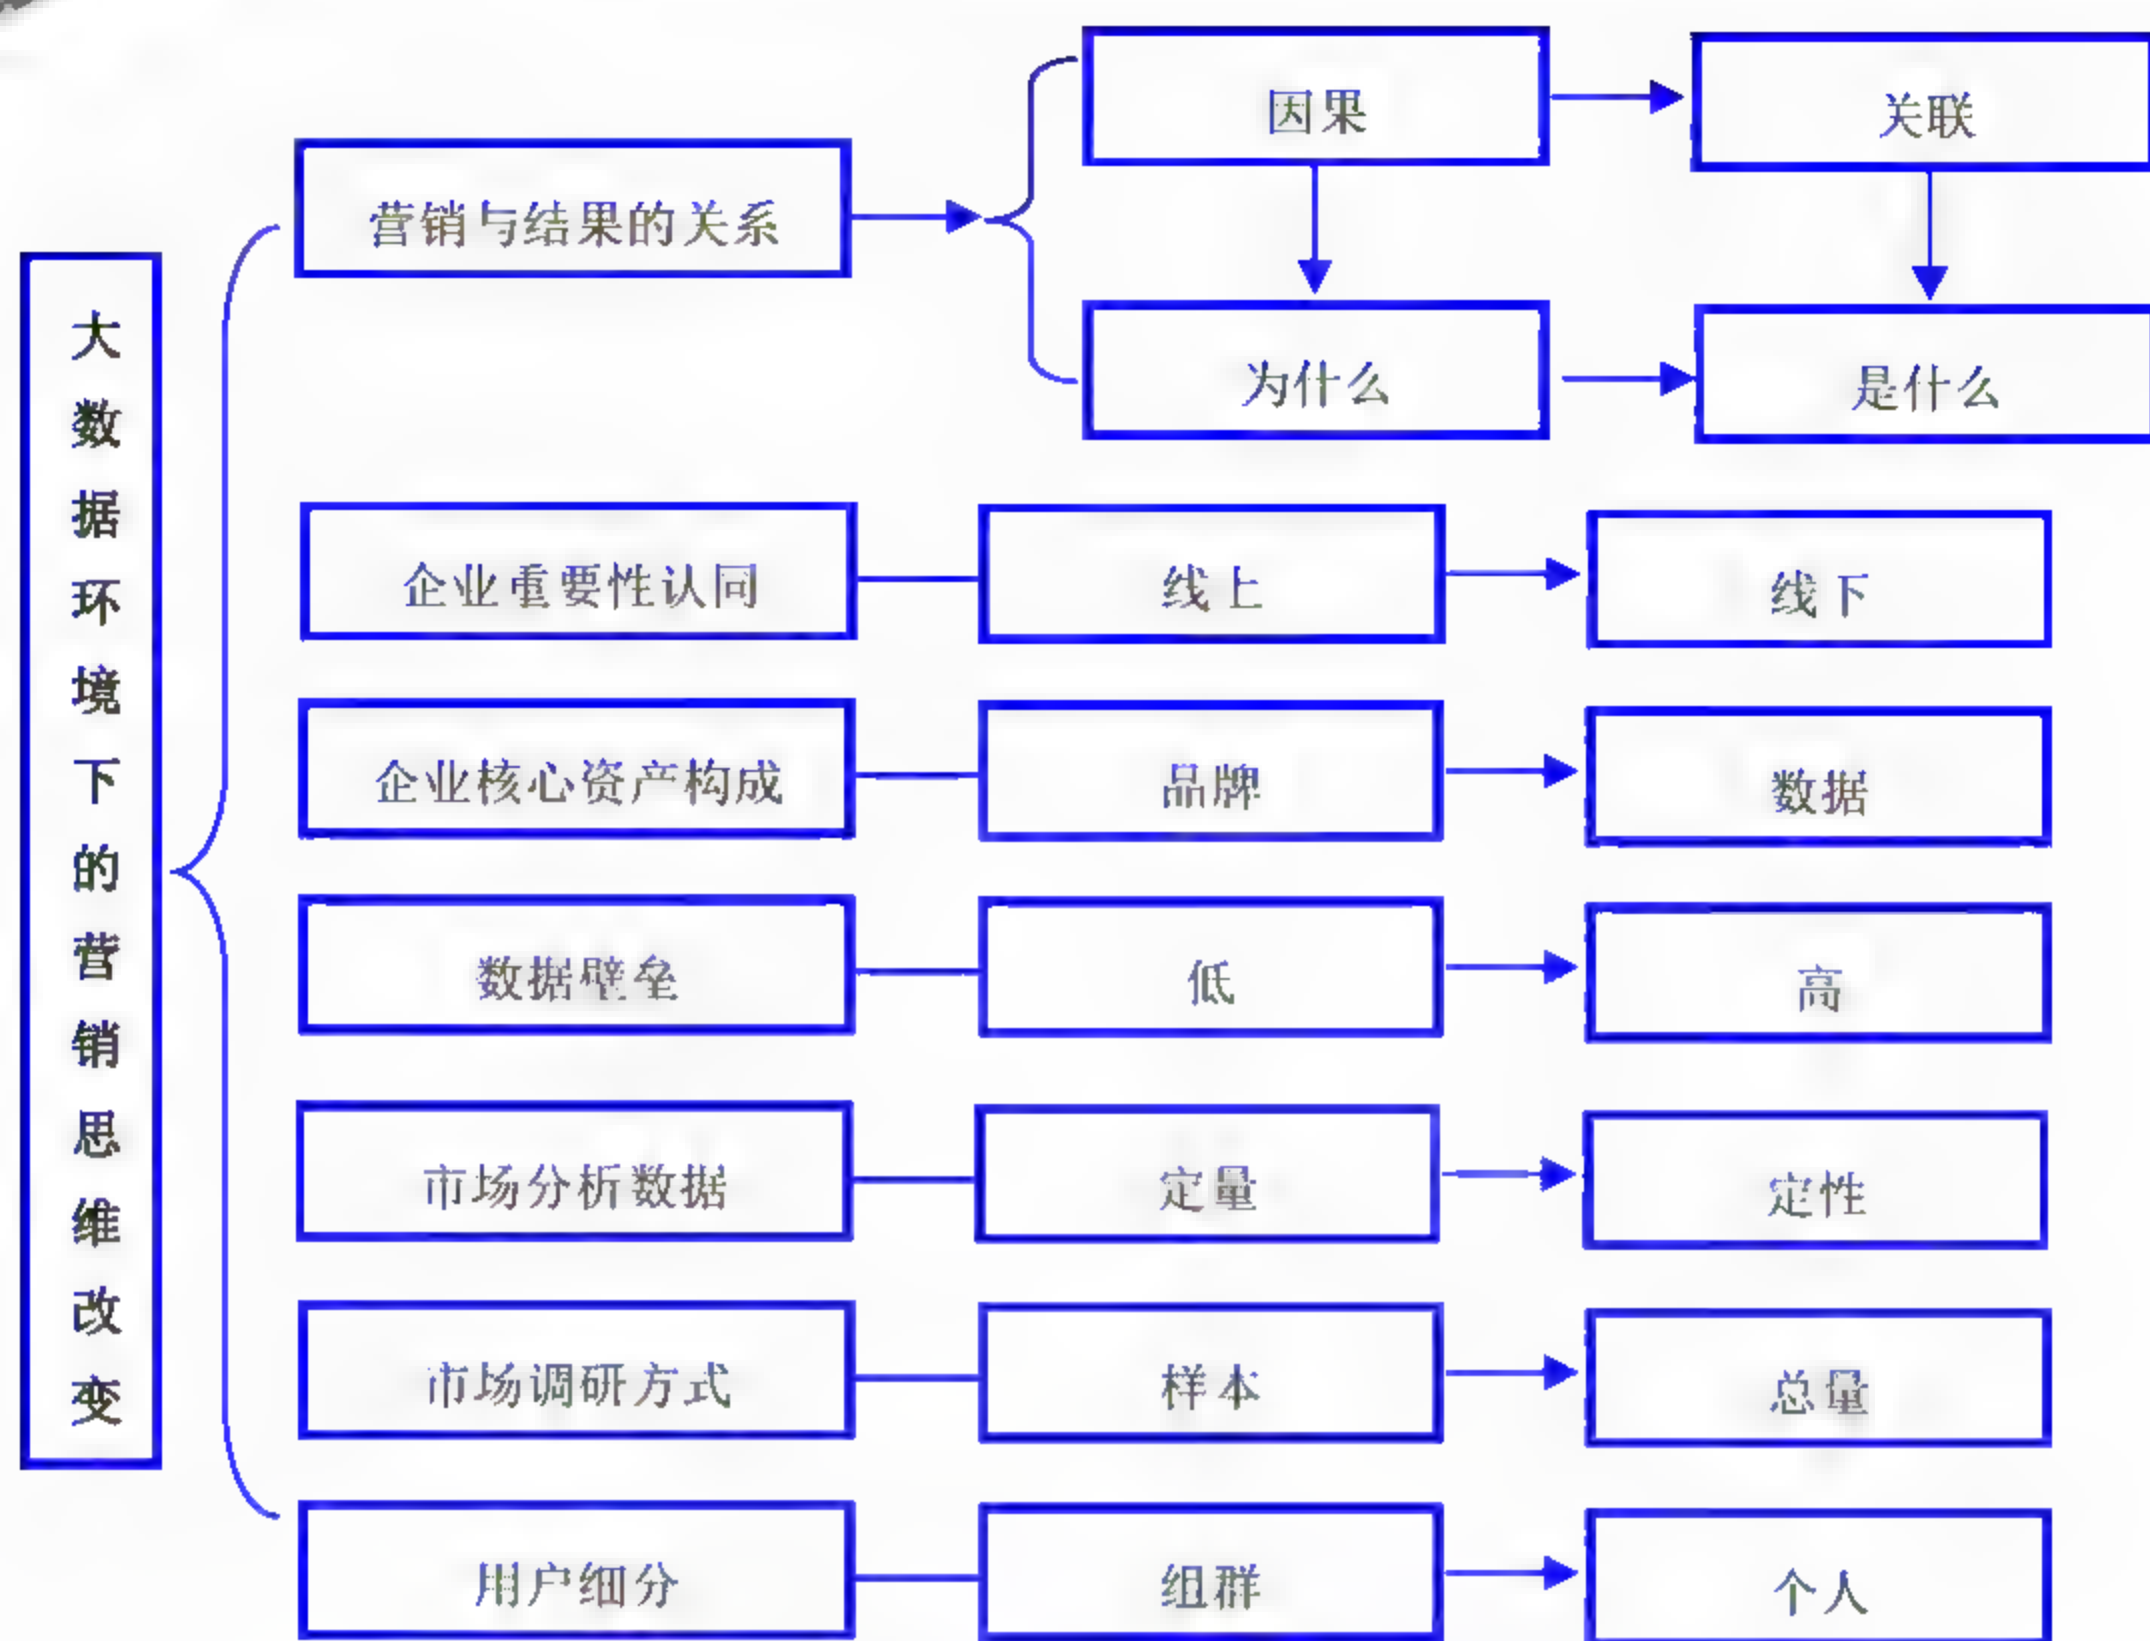 大数据环境下的营销思维改变
营销与结果的关系
因果
关联
为什么
是什么
企业重要性认同
线上
线下
企业核心资产构成
品牌
数据
数据壁垒
低
高
市场分析数据
定量
定性
市场调研方式
样本
总量
用户细分
组群
个人